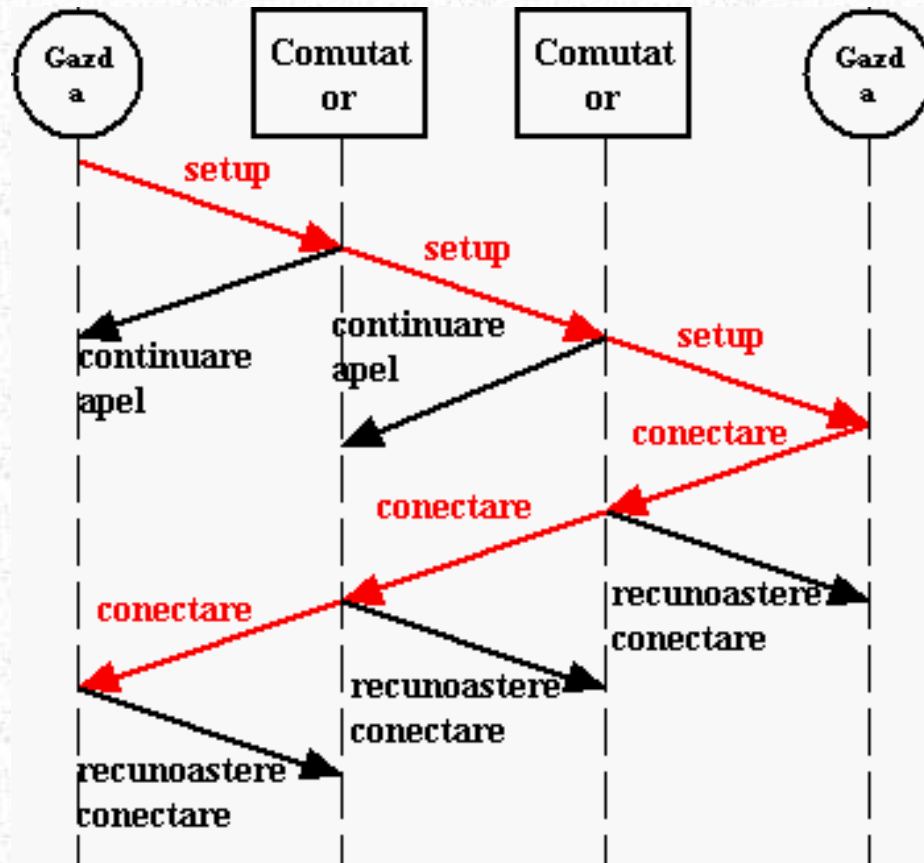 Gazd
a
Comutat
or
Comutat
or
Gazd
a
setup
setup
continuare
apel
continuare
apel
setup
conectare
conectare
recunoastere
conectare
conectare
recunoastere
conectare
recunoastere
conectare